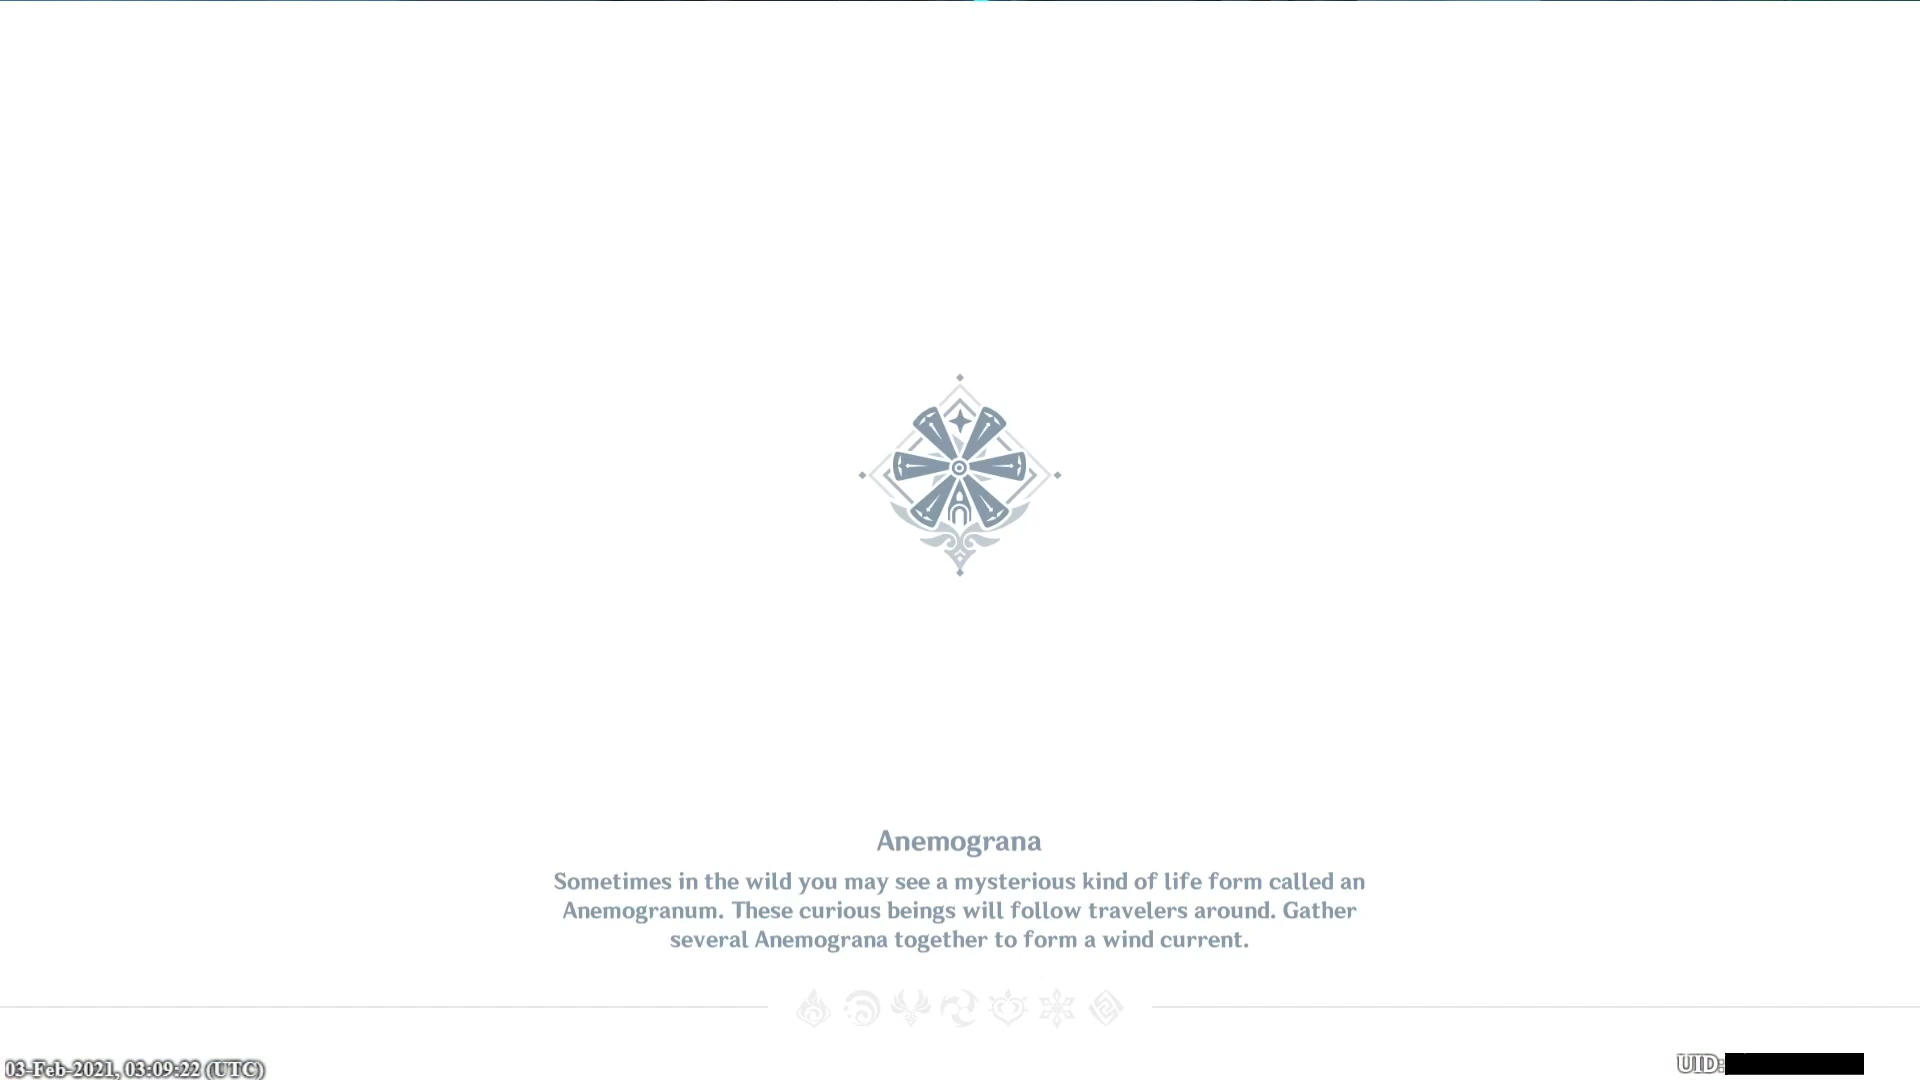 Anemograna
Sometimes in the wild you may see a mysterious kind of life form called an
Anemogranum. These curious beings will follow travelers around. Gather
several Anemograna together to form a wind current.
03-Feb-2021, 03:09:22 (UTC)
UID: